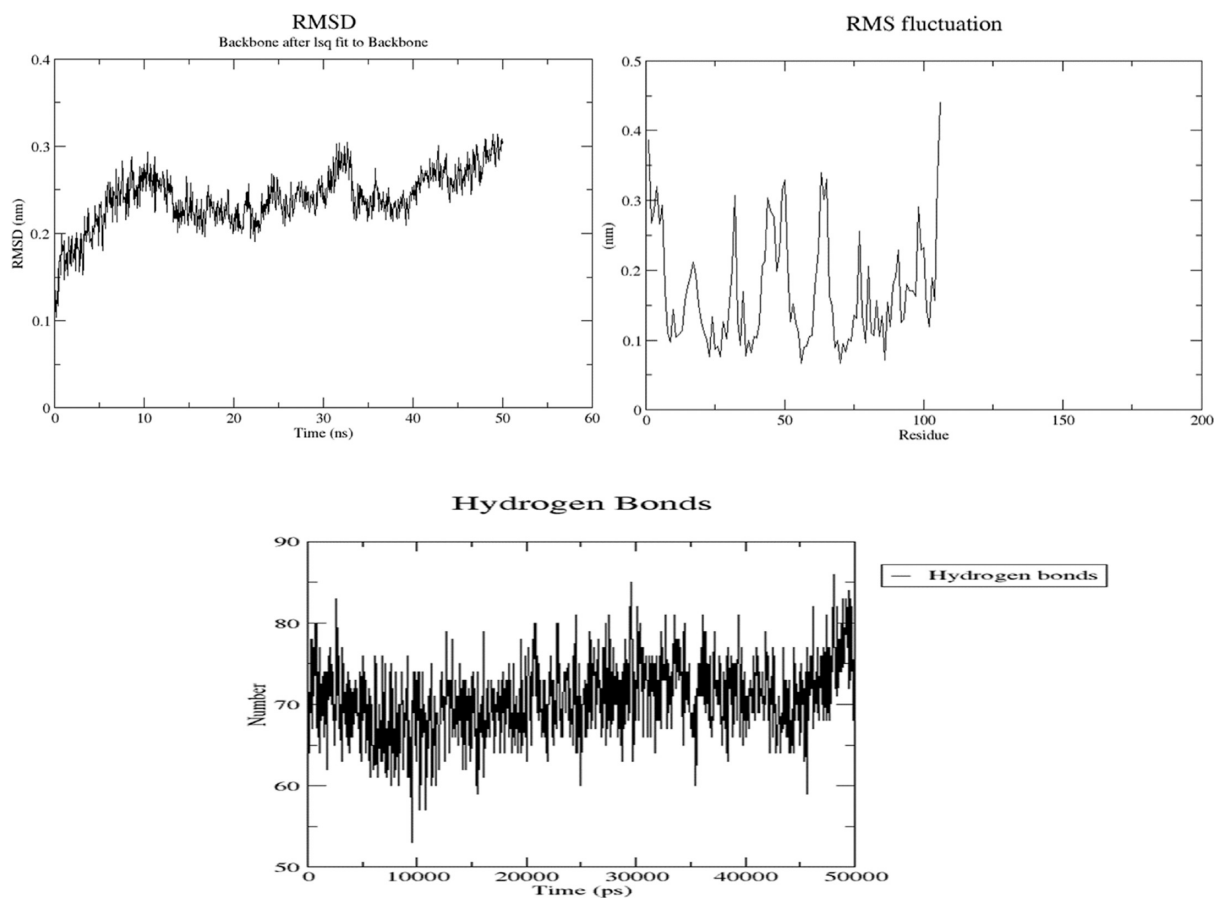 RMSD
Backbone after lsq fit to Backbone
0.4
0.3
0.2
0.1
0
RMSD (nm)
0 10 20 30 40 50 60
Time (ns)
RMS fluctuation
0.5
0.4
0.3
0.2
0.1
0
(nm)
0 25 50 75 100 125 150 200
Residue
Hydrogen Bonds
90
80
70
60
50
Number
0 10000 20000 30000 40000 50000
Time (ps)
Hydrogen bonds